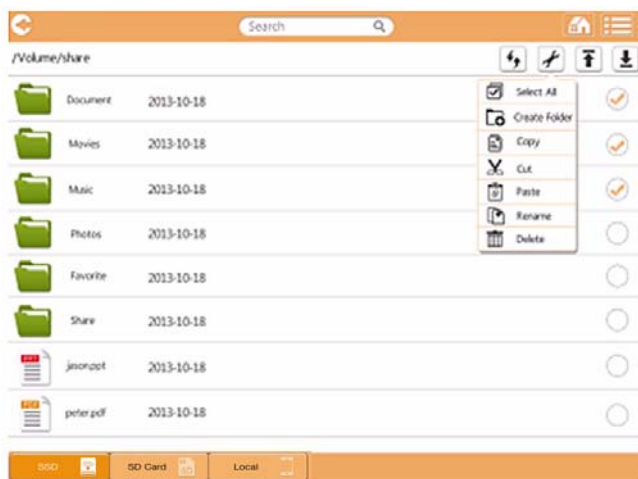 Search
/Volume/share
Document 2013-10-18 Select All
Create Folder
Movies 2013-10-18 Copy
Cut
Music 2013-10-18 Paste
Rename
Photos 2013-10-18 Delete
Favorite 2013-10-18
Share 2013-10-18
PPT
jason.ppt 2013-10-18
PDF
peter.pdf 2013-10-18
SSD SD Card Local